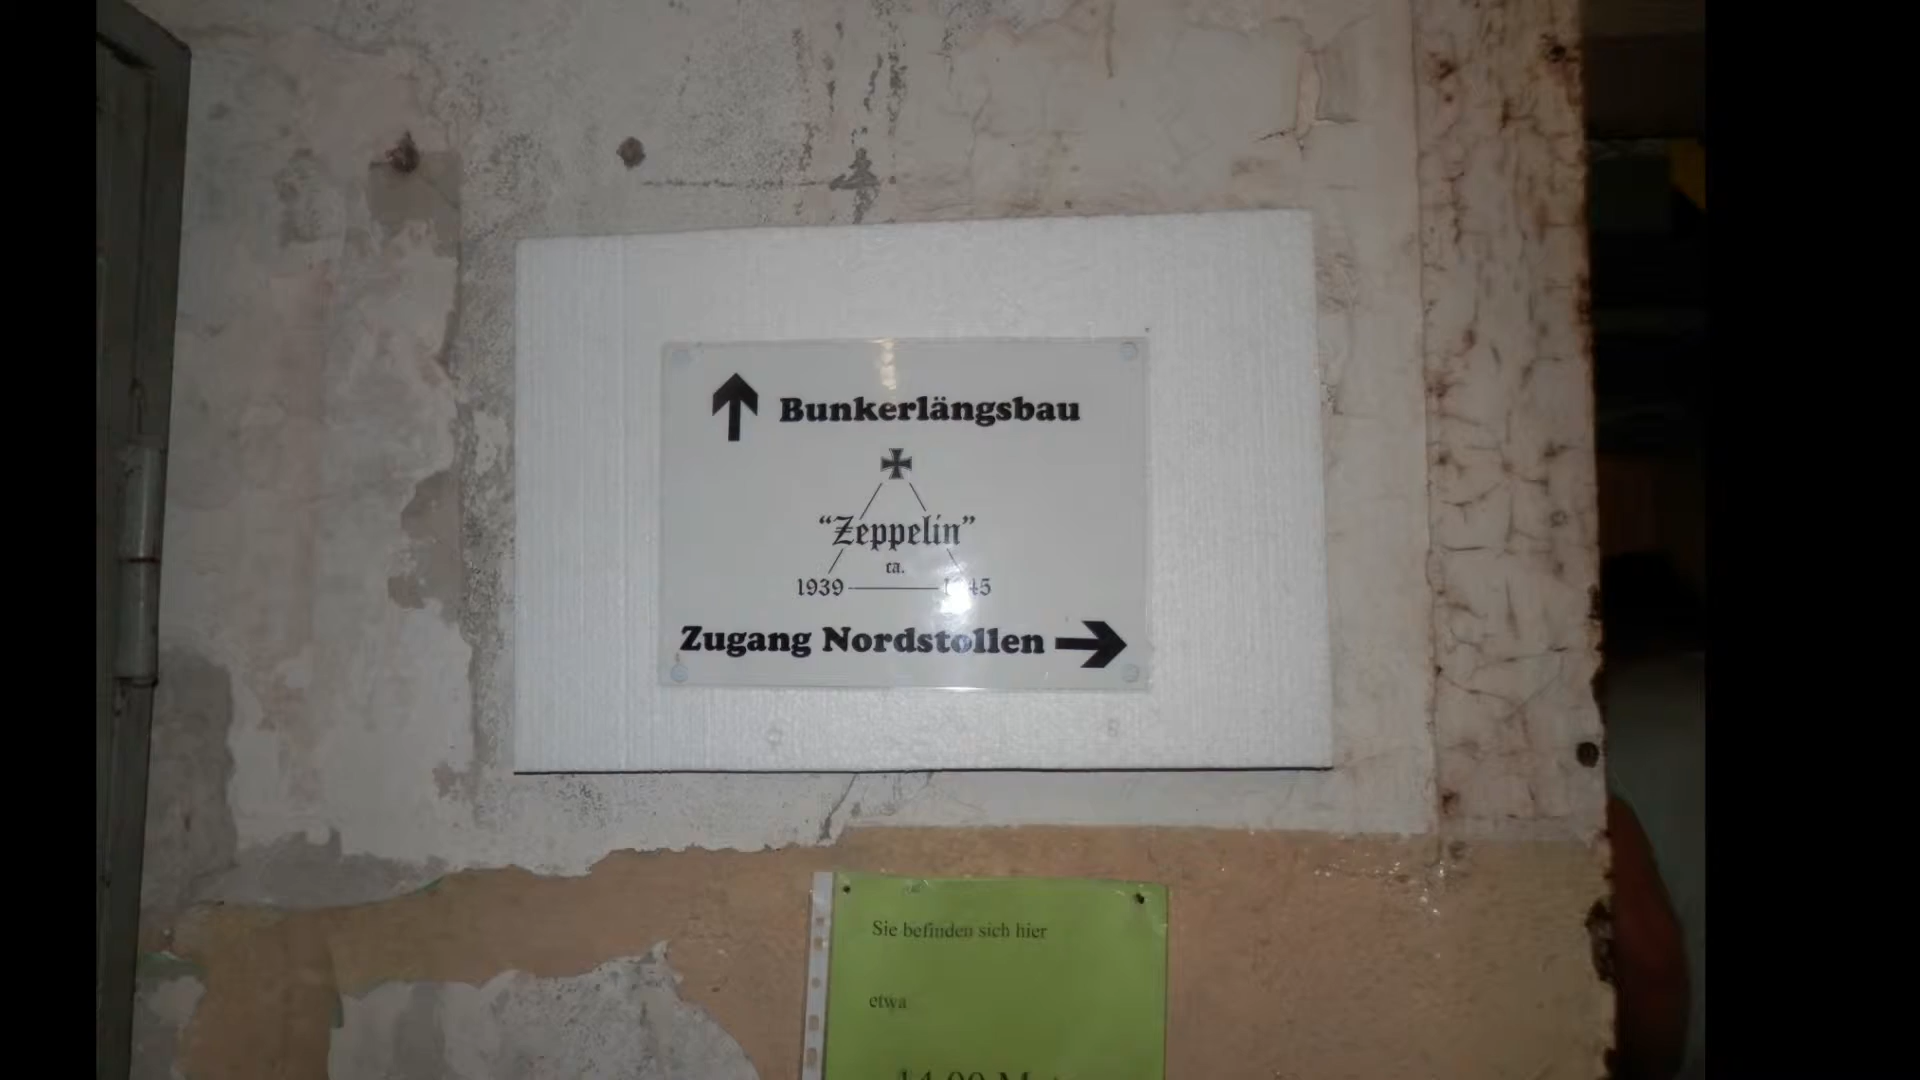 Bunkerlängsbau
“Zeppelin”
ca.
1939
Zugang Nordstollen
Sie befinden sich hier
etwa